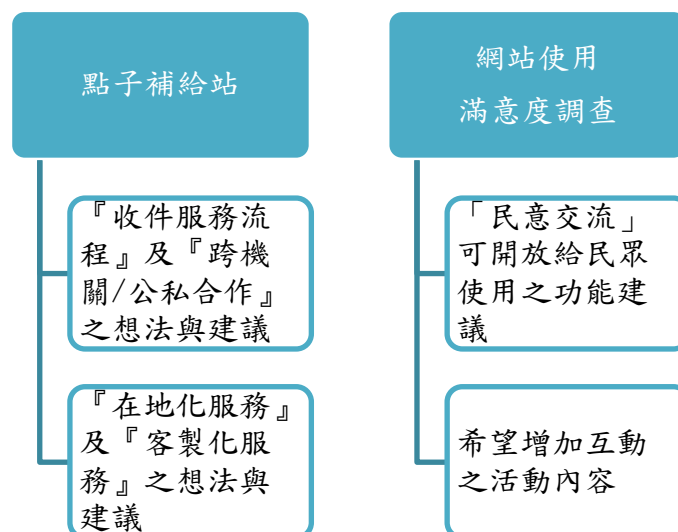 點子補給站
『收件服務流
程』及『跨機
關/公私合作』
之想法與建議
『在地化服務』
及『客製化服
務』之想法與
建議
網站使用
滿意度調查
「民意交流」
可開放給民眾
使用之功能建
議
希望增加互動
之活動內容